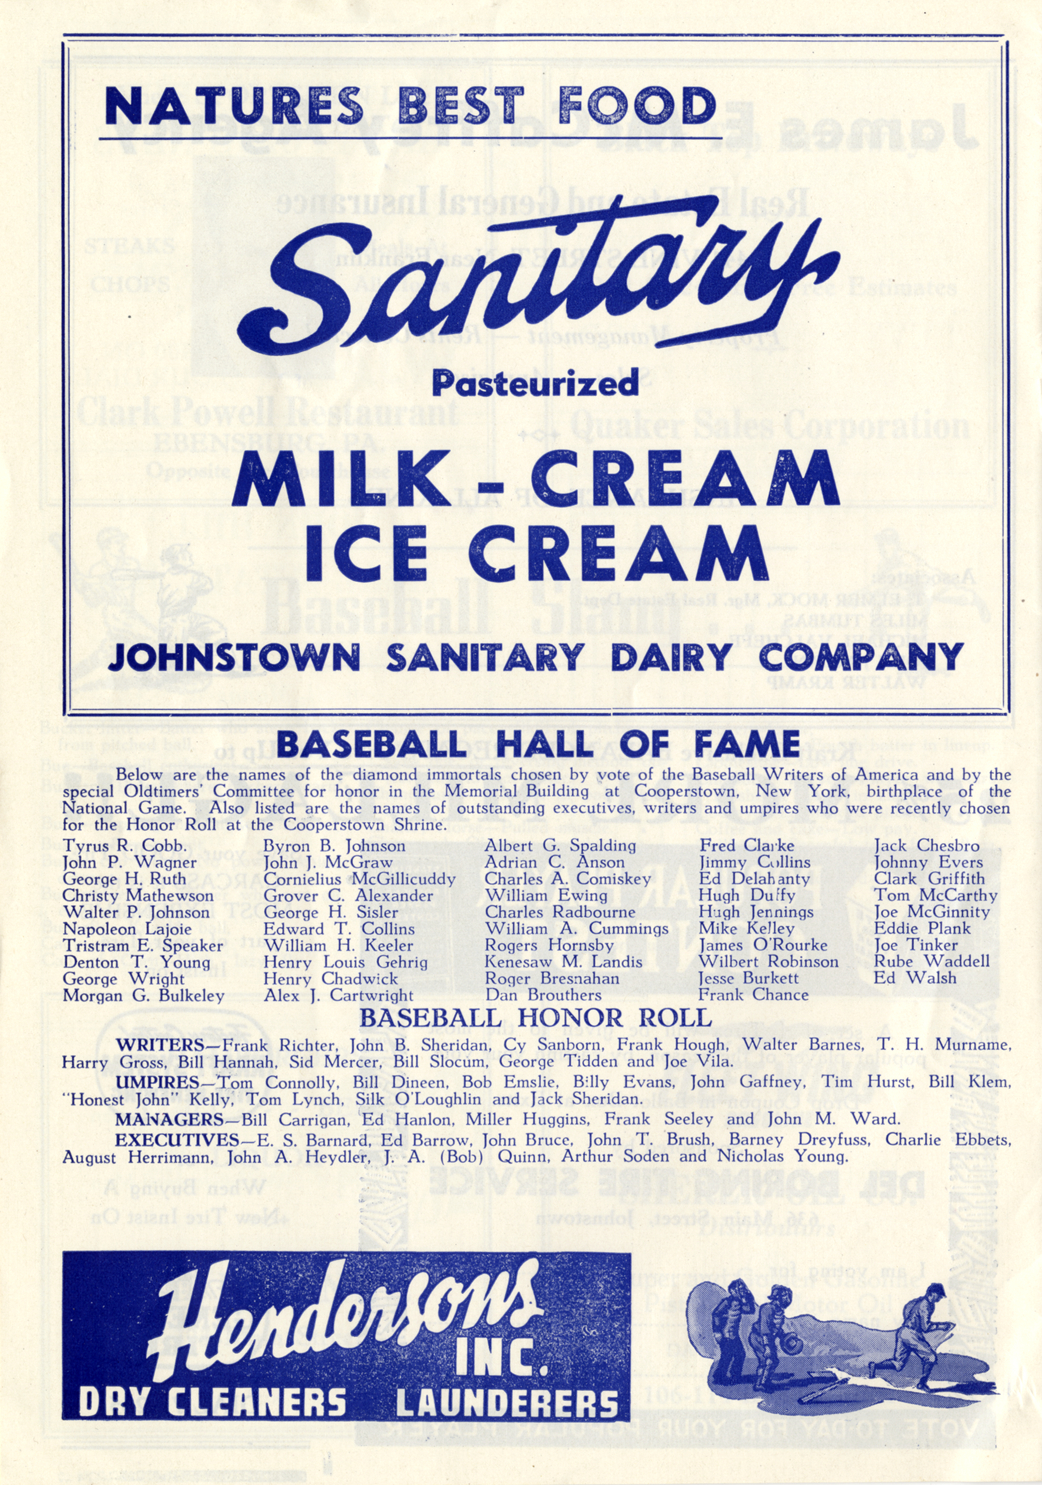 NATURES BEST FOOD
Sanitary
Pasteurized
MILK - CREAM
ICE CREAM
JOHNSTOWN SANITARY DAIRY COMPANY
BASEBALL HALL OF FAME
Below are the names of the diamond immortals chosen by vote of the Baseball Writers of America and by the
special Oldtimers' Committee for honor in the Memorial Building at Cooperstown, New York, birthplace of the
National Game. Also listed are the names of outstanding executives, writers and umpires who were recently chosen
for the Honor Roll at the Cooperstown Shrine.
Tyrus R. Cobb.
John P. Wagner
George H. Ruth
Christy Mathewson
Walter P. Johnson
Napoleon Lajoie
Tristram E. Speaker
Denton T. Young
George Wright
Morgan G. Bulkeley
Byron B. Johnson
John J. McGraw
Cornielius McGillicuddy
Grover C. Alexander
George H. Sisler
Edward T. Collins
William H. Keeler
Henry Louis Gehrig
Henry Chadwick
Alex J. Cartwright
Albert G. Spalding
Adrian C. Anson
Charles A. Comiskey
William Ewing
Charles Radbourne
William A. Cummings
Rogers Hornsby
Kenesaw M. Landis
Roger Bresnahan
Dan Brouthers
Fred Clarke
Jimmy Collins
Ed Delahanty
Hugh Duffy
Hugh Jennings
Mike Kelley
James O'Rourke
Wilbert Robinson
Jesse Burkett
Frank Chance
Jack Chesbro
Johnny Evers
Clark Griffith
Tom McCarthy
Joe McGinnity
Eddie Plank
Joe Tinker
Rube Waddell
Ed Walsh
BASEBALL HONOR ROLL
WRITERS—Frank Richter, John B. Sheridan, Cy Sanborn, Frank Hough, Walter Barnes, T. H. Murname,
Harry Gross, Bill Hannah, Sid Mercer, Bill Slocum, George Tidden and Joe Vila.
UMPIRES—Tom Connolly, Bill Dineen, Bob Emslie, Billy Evans, John Gaffney, Tim Hurst, Bill Klem,
"Honest John" Kelly, Tom Lynch, Silk O'Loughlin and Jack Sheridan.
MANAGERS—Bill Carrigan, Ed Hanlon, Miller Huggins, Frank Seeley and John M. Ward.
EXECUTIVES—E. S. Barnard, Ed Barrow, John Bruce, John T. Brush, Barney Dreyfuss, Charlie Ebbets,
August Herrimann, John A. Heydler, J. A. (Bob) Quinn, Arthur Soden and Nicholas Young.
Hendersons
INC.
DRY CLEANERS LAUNDERERS